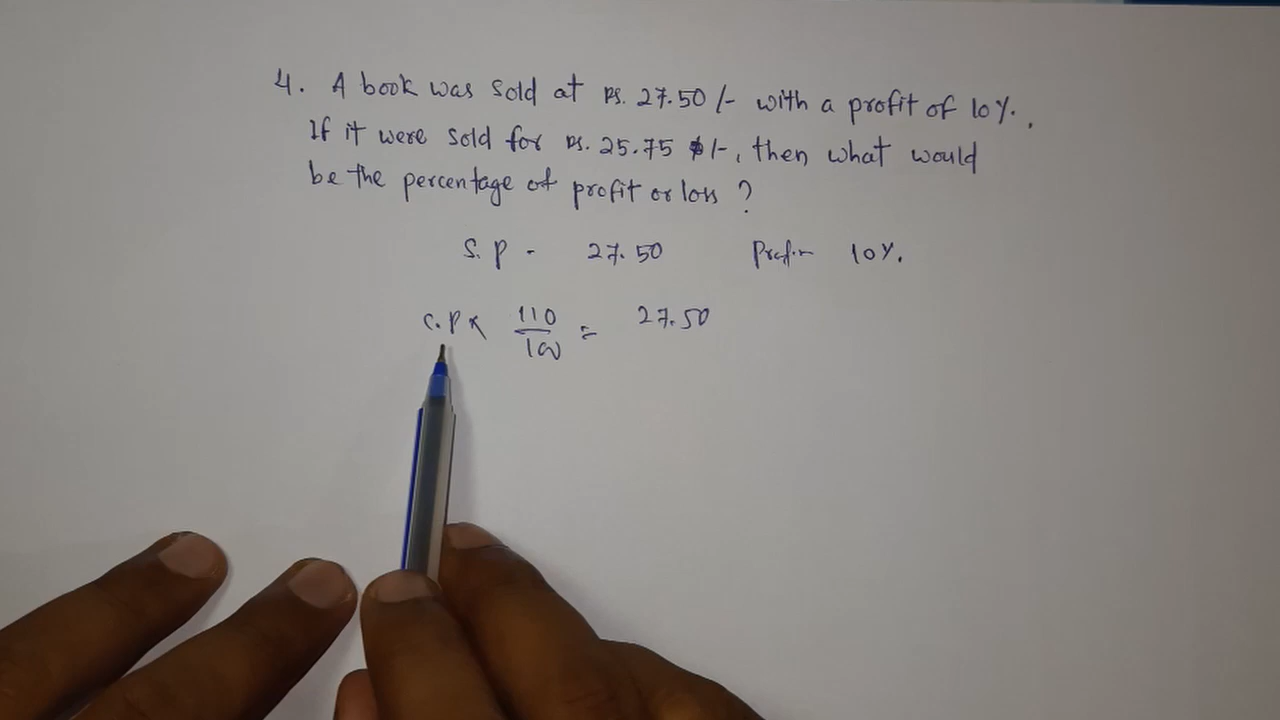 4. A book was sold at Rs. 27.50 /- with a profit of 10%.
If it were sold for Rs. 25.75 /-, then what would
be the percentage of profit or loss ?
S. P - 27.50 Profit 10%.
C.P x 110/100 = 27.50